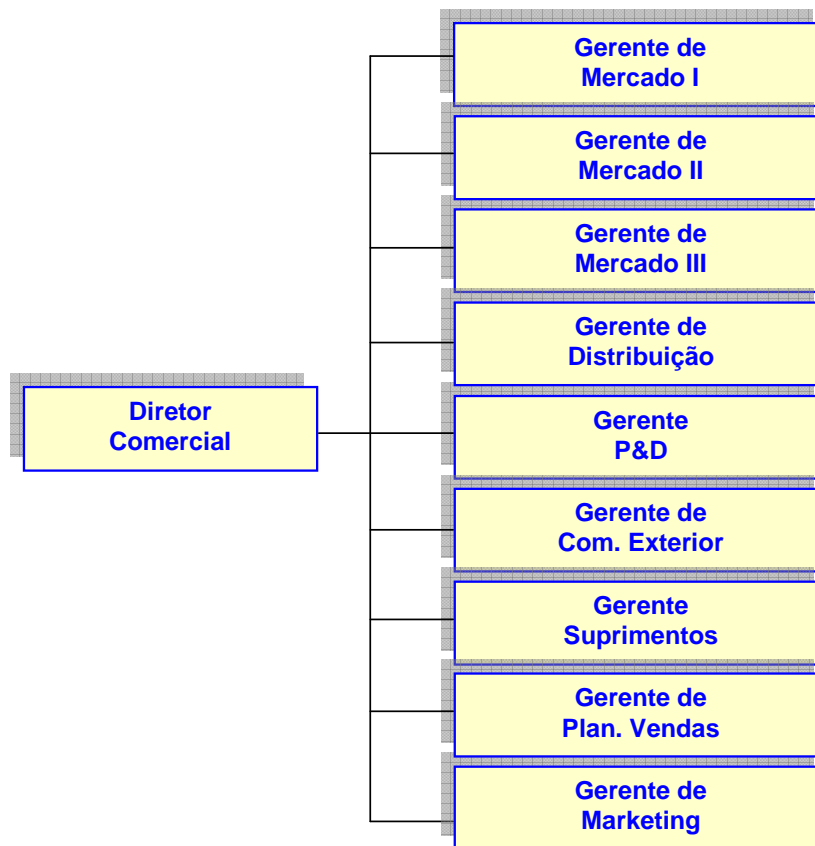 Gerente de
Mercado I
Gerente de
Mercado II
Gerente de
Mercado III
Gerente de
Distribuição
Diretor
Comercial
Gerente
P&D
Gerente de
Com. Exterior
Gerente
Suprimentos
Gerente de
Plan. Vendas
Gerente de
Marketing